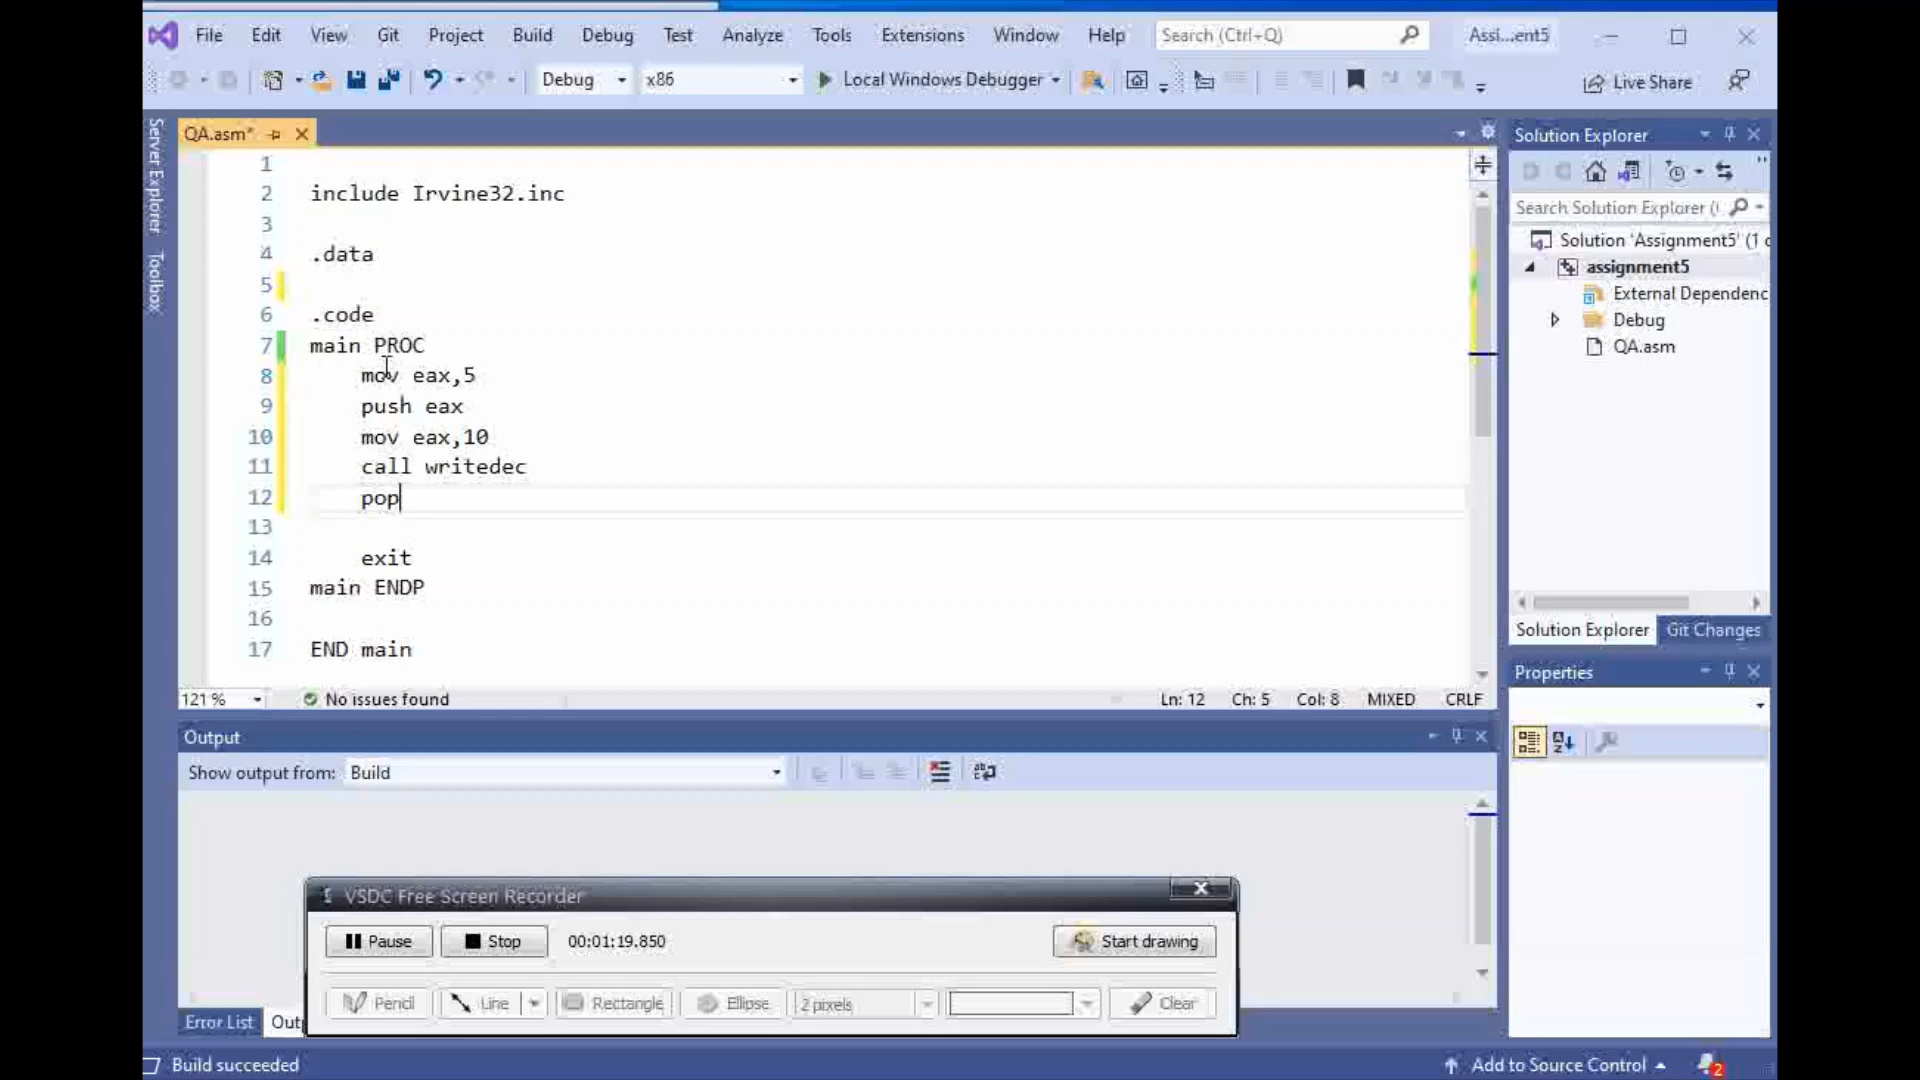 File Edit View Git Project Build Debug Test Analyze Tools Extensions Window Help Search (Ctrl+Q) Assi...ent5
Debug x86 Local Windows Debugger Live Share
Server Explorer
Toolbox
QA.asm*
1
2 include Irvine32.inc
3
4 .data
5
6 .code
7 main PROC
8 mov eax,5
9 push eax
10 mov eax,10
11 call writedec
12 pop
13
14 exit
15 main ENDP
16
17 END main
121 % No issues found Ln: 12 Ch: 5 Col: 8 MIXED CRLF
Solution Explorer
Search Solution Explorer (
Solution 'Assignment5' (1
assignment5
External Dependenc
Debug
QA.asm
Solution Explorer Git Changes
Properties
Output
Show output from: Build
VSDC Free Screen Recorder
Pause Stop 00:01:19.850 Start drawing
Pencil Line Rectangle Ellipse 2 pixels Clear
Error List Outp
Build succeeded Add to Source Control 2